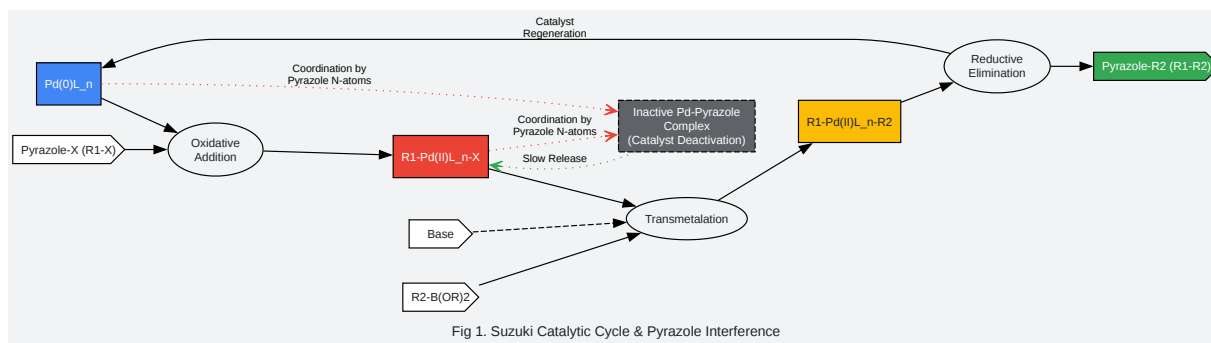 Catalyst
Regeneration
Reductive
Elimination
Pyrazole-R2 (R1-R2)
Coordination by
Pyrazole N-atoms
Pd(0)L_n
Inactive Pd-Pyrazole
Complex
(Catalyst Deactivation)
R1-Pd(II)L_n-R2
Coordination by
Pyrazole N-atoms
Oxidative
Addition
Pyrazole-X (R1-X)
R1-Pd(II)L_n-X
Slow Release
Transmetalation
Base
R2-B(OR)2
Fig 1. Suzuki Catalytic Cycle & Pyrazole Interference